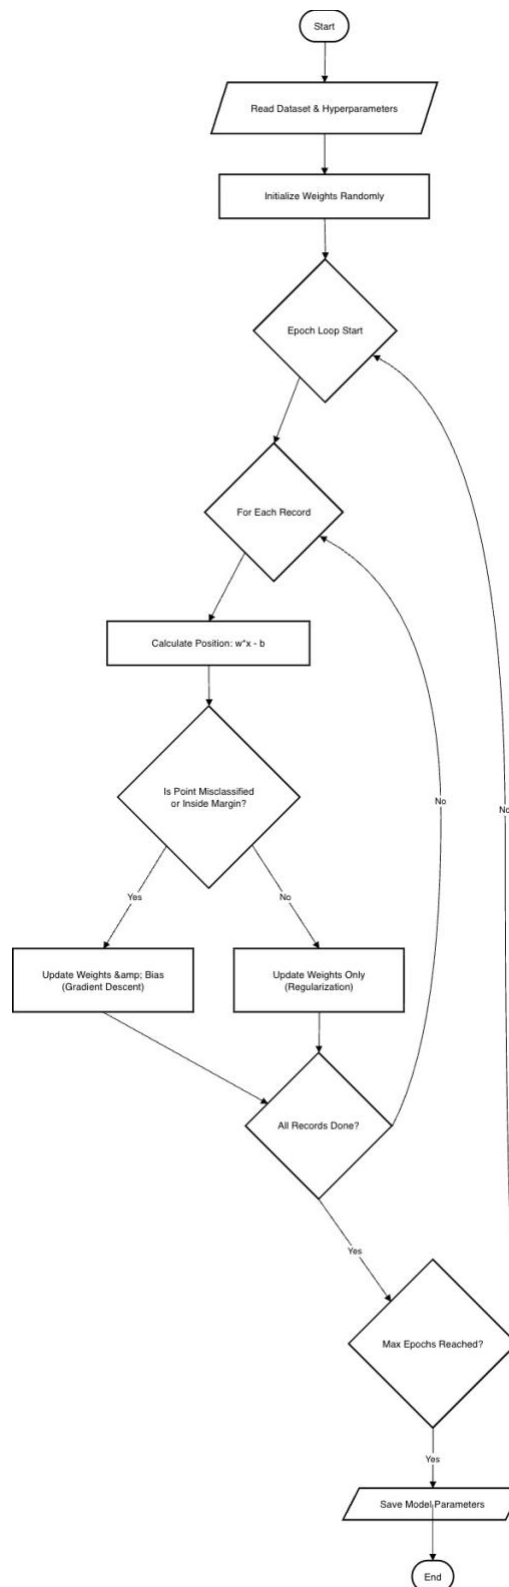 Start
Read Dataset & Hyperparameters
Initialize Weights Randomly
Epoch Loop Start
For Each Record
Calculate Position: w*x - b
Is Point Misclassified
or Inside Margin?
No
No
Yes
No
Update Weights &amp; Bias
(Gradient Descent)
Update Weights Only
(Regularization)
All Records Done?
Yes
Max Epochs Reached?
Yes
Save Model Parameters
End